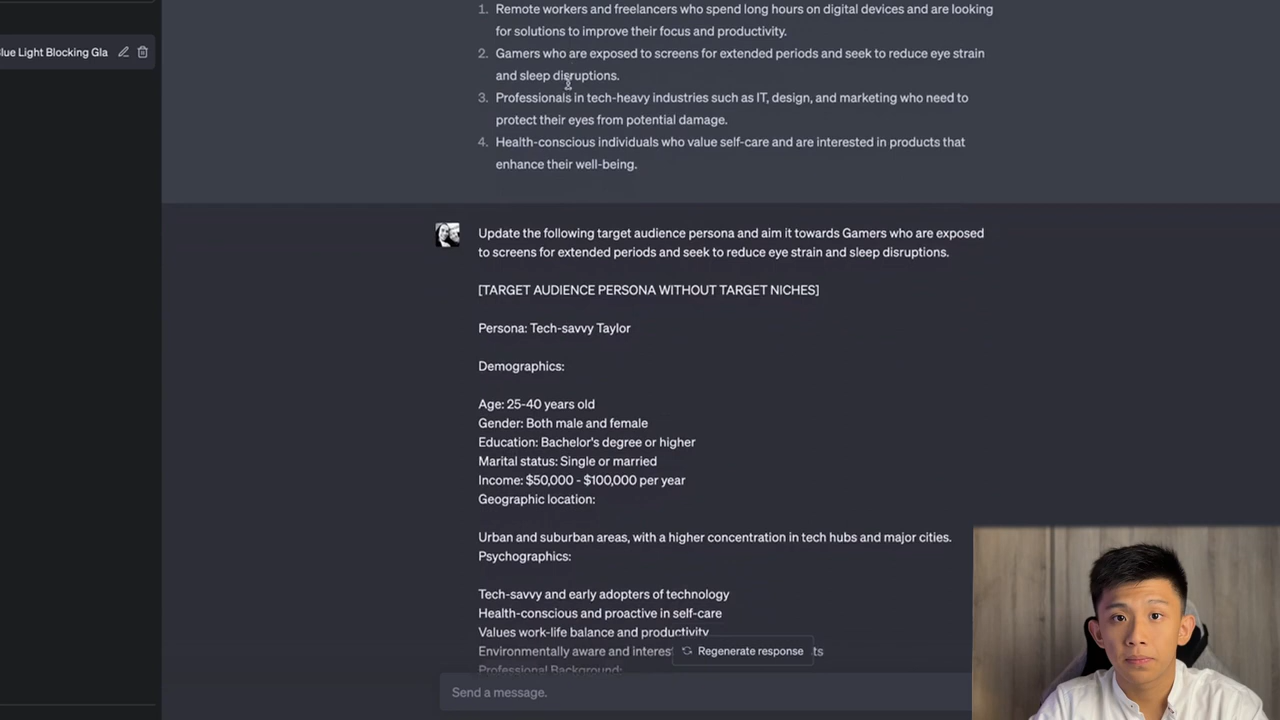 1. Remote workers and freelancers who spend long hours on digital devices and are looking
for solutions to improve their focus and productivity.
lue Light Blocking Gla
2. Gamers who are exposed to screens for extended periods and seek to reduce eye strain
and sleep disruptions.
3. Professionals in tech-heavy industries such as IT, design, and marketing who need to
protect their eyes from potential damage.
4. Health-conscious individuals who value self-care and are interested in products that
enhance their well-being.
Update the following target audience persona and aim it towards Gamers who are exposed
to screens for extended periods and seek to reduce eye strain and sleep disruptions.
[TARGET AUDIENCE PERSONA WITHOUT TARGET NICHES]
Persona: Tech-savvy Taylor
Demographics:
Age: 25-40 years old
Gender: Both male and female
Education: Bachelor's degree or higher
Marital status: Single or married
Income: $50,000 - $100,000 per year
Geographic location:
Urban and suburban areas, with a higher concentration in tech hubs and major cities.
Psychographics:
Tech-savvy and early adopters of technology
Health-conscious and proactive in self-care
Values work-life balance and productivity
Environmentally aware and interes ts
Regenerate response
Professional Background:
Send a message.